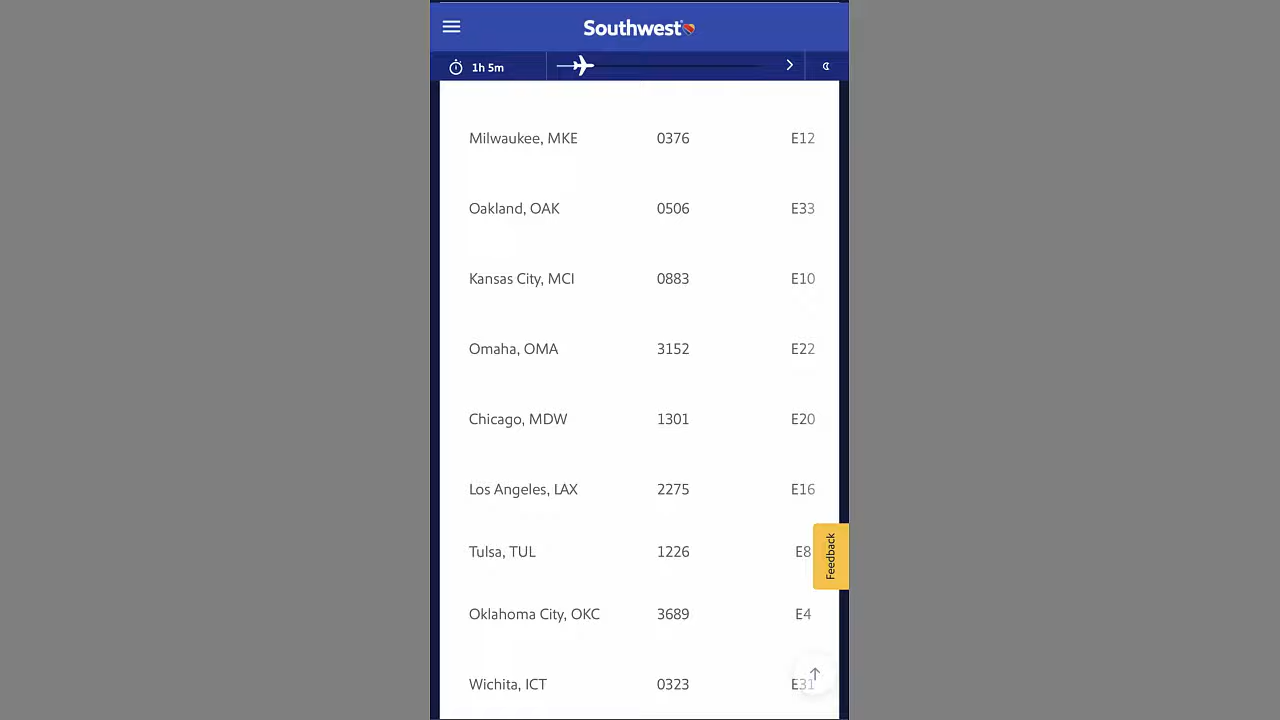 Southwest
1h 5m
Milwaukee, MKE 0376 E12
Oakland, OAK 0506 E33
Kansas City, MCI 0883 E10
Omaha, OMA 3152 E22
Chicago, MDW 1301 E20
Los Angeles, LAX 2275 E16
Tulsa, TUL 1226 E8
Feedback
Oklahoma City, OKC 3689 E4
Wichita, ICT 0323 E31